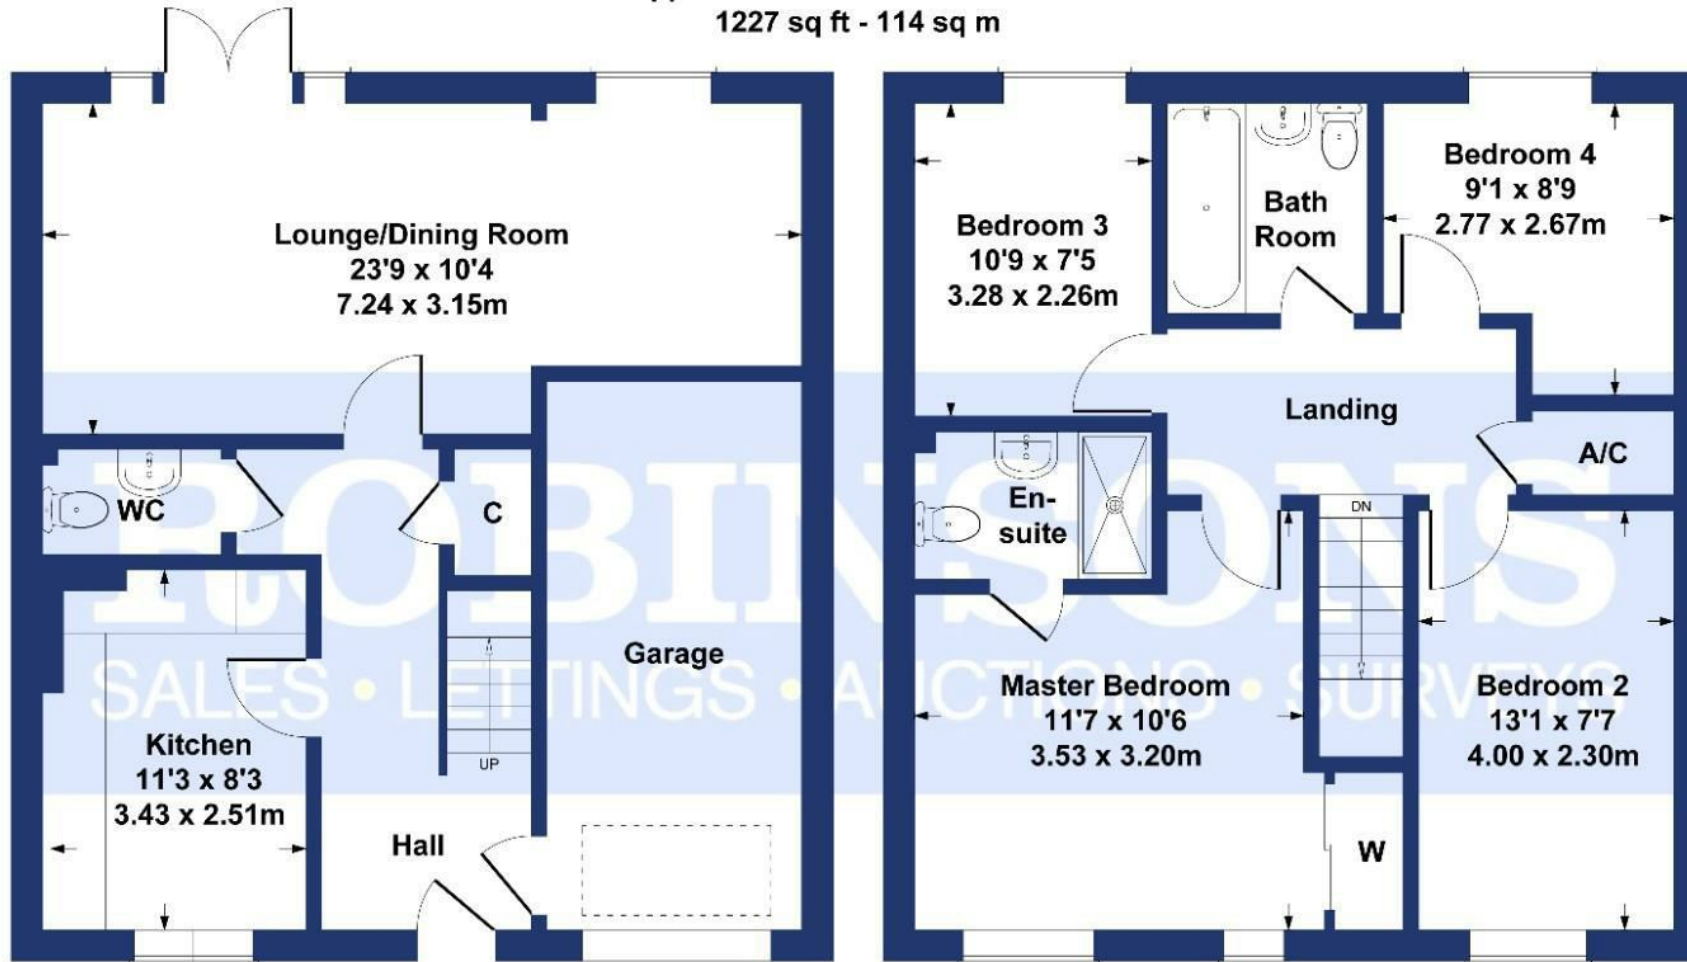 1227 sq ft - 114 sq m
Lounge/Dining Room
23'9 x 10'4
7.24 x 3.15m
WC
C
Kitchen
11'3 x 8'3
3.43 x 2.51m
UP
Hall
Garage
Bedroom 3
10'9 x 7'5
3.28 x 2.26m
Bath
Room
Bedroom 4
9'1 x 8'9
2.77 x 2.67m
Landing
A/C
En-
suite
DN
Master Bedroom
11'7 x 10'6
3.53 x 3.20m
Bedroom 2
13'1 x 7'7
4.00 x 2.30m
W
ROBINSONS
SALES • LETTINGS • AUCTIONS • SURVEYS